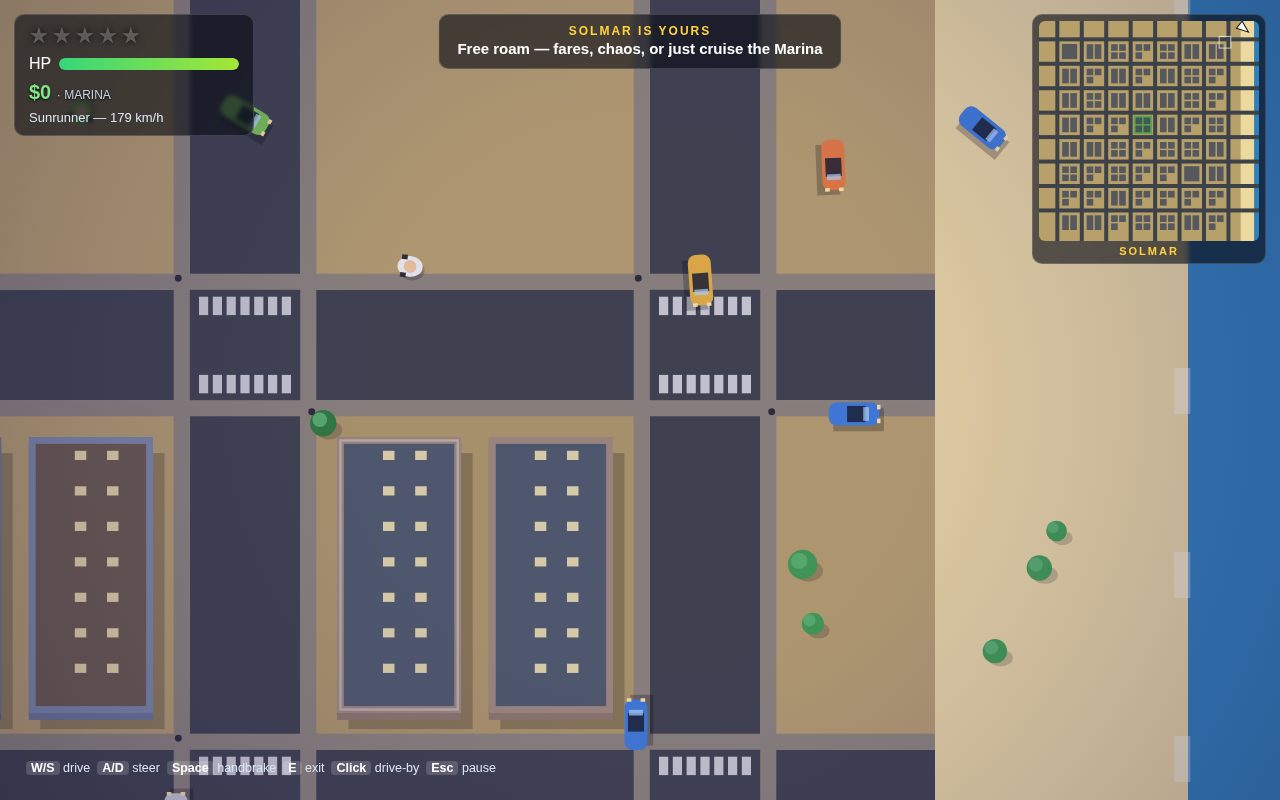 ★★★★★
HP
$0 · MARINA
Sunrunner — 179 km/h
SOLMAR IS YOURS
Free roam — fares, chaos, or just cruise the Marina
SOLMAR
W/S drive A/D steer Space handbrake E exit Click drive-by Esc pause